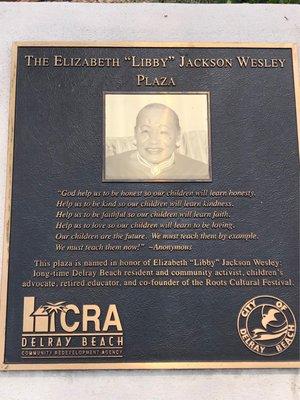 THE ELIZABETH "LIBBY" JACKSON WESLEY
PLAZA
"God help us to be honest so our children will learn honesty.
Help us to be kind so our children will learn kindness.
Help us to be faithful so our children will learn faith.
Help us to love so our children will learn to be loving.
Our children are the future. We must teach them by example.
We must teach them now!" ~Anonymous
This plaza is named in honor of Elizabeth "Libby" Jackson Wesley;
long-time Delray Beach resident and community activist, children's
advocate, retired educator, and co-founder of the Roots Cultural Festival.
CRA
DELRAY BEACH
COMMUNITY REDEVELOPMENT AGENCY
CITY OF
DELRAY BEACH